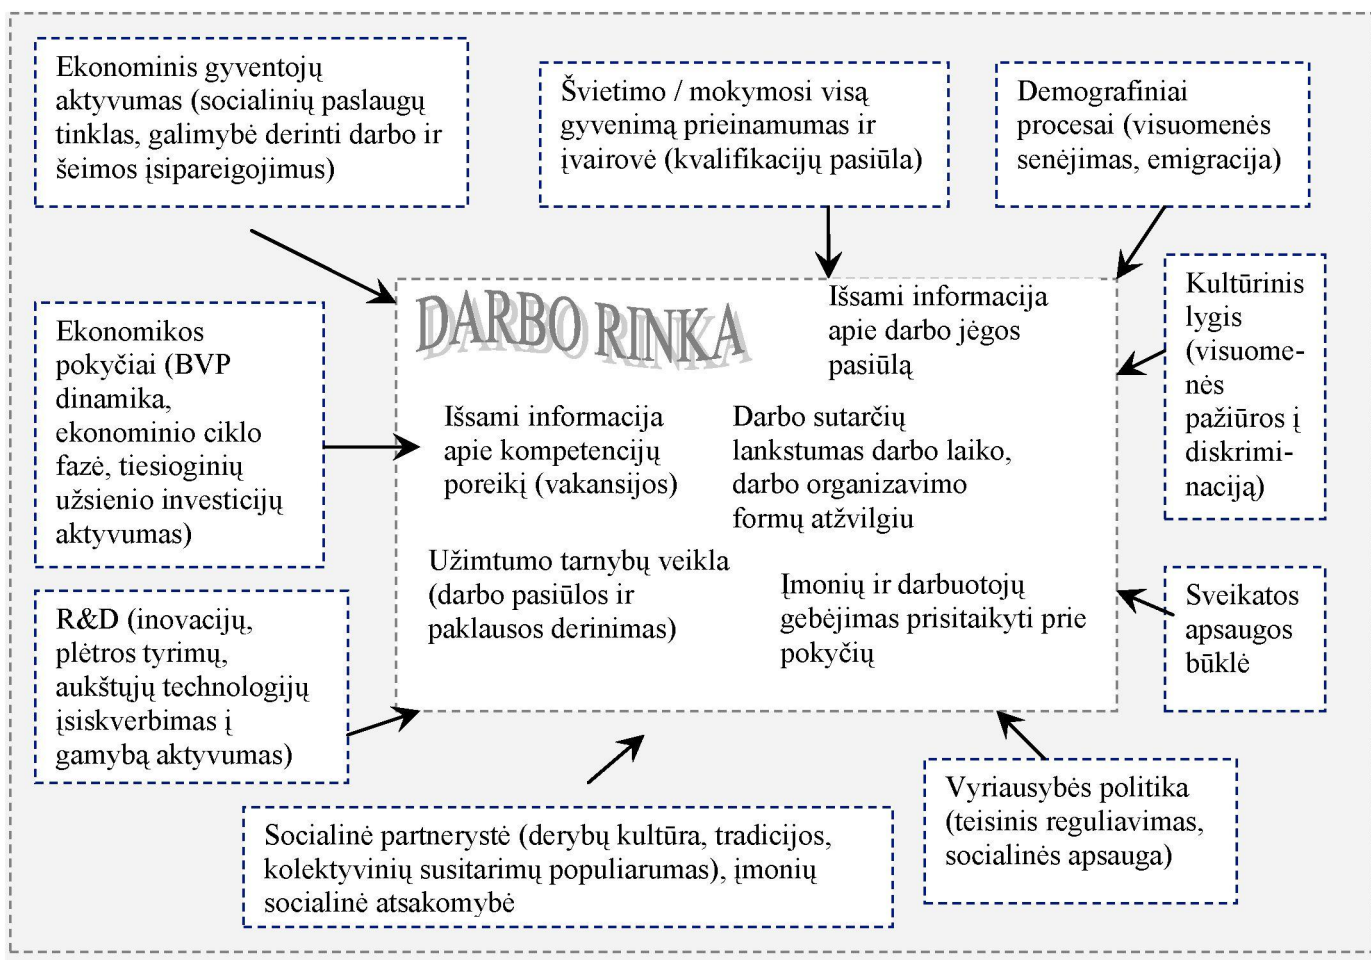 Ekonominis gyventojų
aktyvumas (socialinių paslaugų
tinklas, galimybė derinti darbo ir
šeimos įsipareigojimus)
Švietimo / mokymosi visą
gyvenimą prieinamumas ir
įvairovė (kvalifikacijų pasiūla)
Demografiniai
procesai (visuomenės
senėjimas, emigracija)
Ekonomikos
pokyčiai (BVP
dinamika,
ekonominio ciklo
fazė, tiesioginių
užsienio investicijų
aktyvumas)
DARBO RINKA
Išsami informacija
apie darbo jėgos
pasiūlą
Išsami informacija
apie kompetencijų
poreikį (vakansijos)
Darbo sutarčių
lankstumas darbo laiko,
darbo organizavimo
formų atžvilgiu
Užimtumo tarnybų veikla
(darbo pasiūlos ir
paklausos derinimas)
Įmonių ir darbuotojų
gebėjimas prisitaikyti prie
pokyčių
Kultūrinis
lygis
(visuome-
nės
pažiūros į
diskrimi-
naciją)
Sveikatos
apsaugos
būklė
R&D (inovacijų,
plėtros tyrimų,
aukštųjų technologijų
įsiskverbimas į
gamybą aktyvumas)
Socialinė partnerystė (derybų kultūra, tradicijos,
kolektyvinių susitarimų populiarumas), įmonių
socialinė atsakomybė
Vyriausybės politika
(teisinis reguliavimas,
socialinės apsauga)